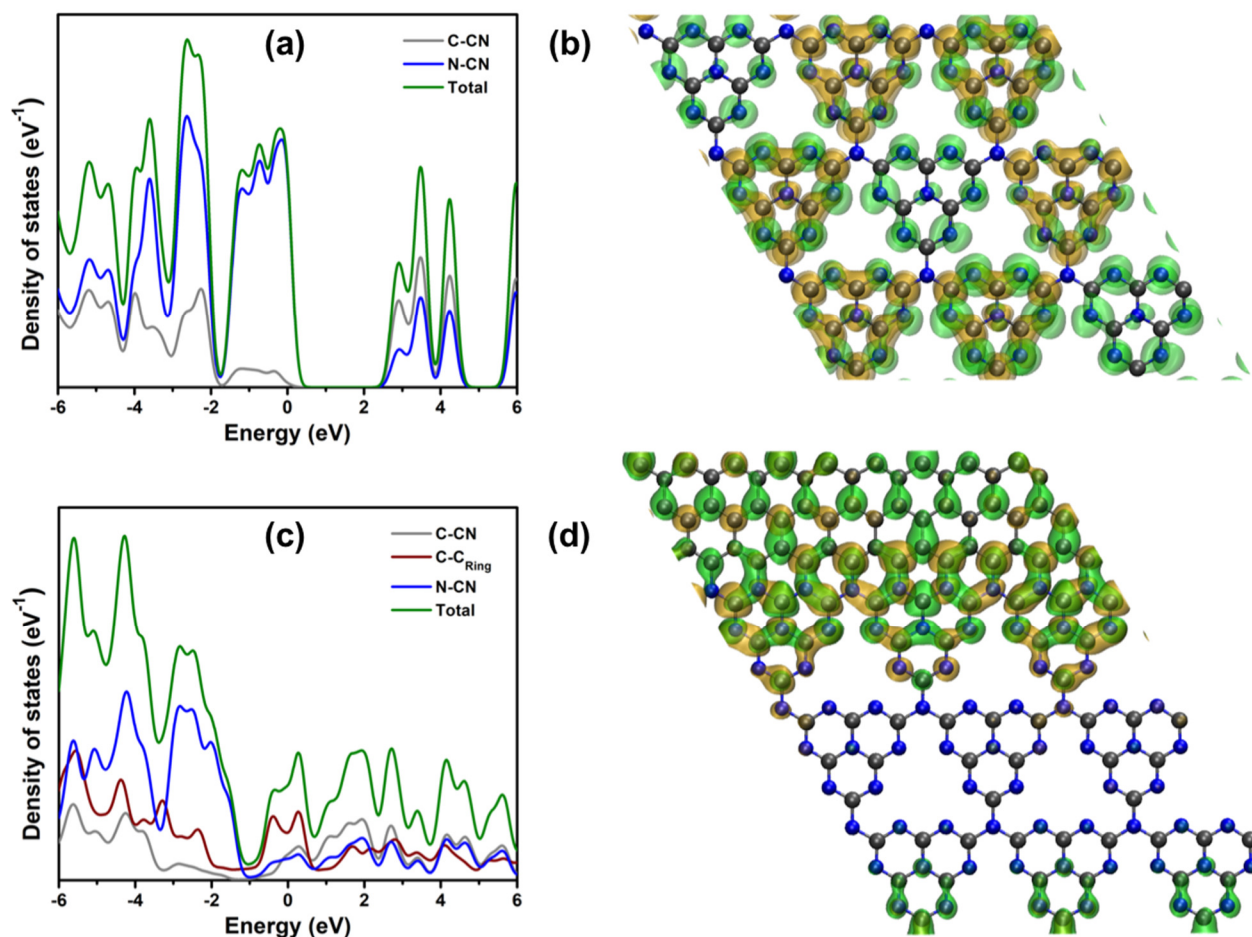 (a)
C-CN
N-CN
Total
Density of states (eV⁻¹)
-6 -4 -2 0 2 4 6
Energy (eV)
(b)
(c)
C-CN
C-C_Ring
N-CN
Total
Density of states (eV⁻¹)
-6 -4 -2 0 2 4 6
Energy (eV)
(d)